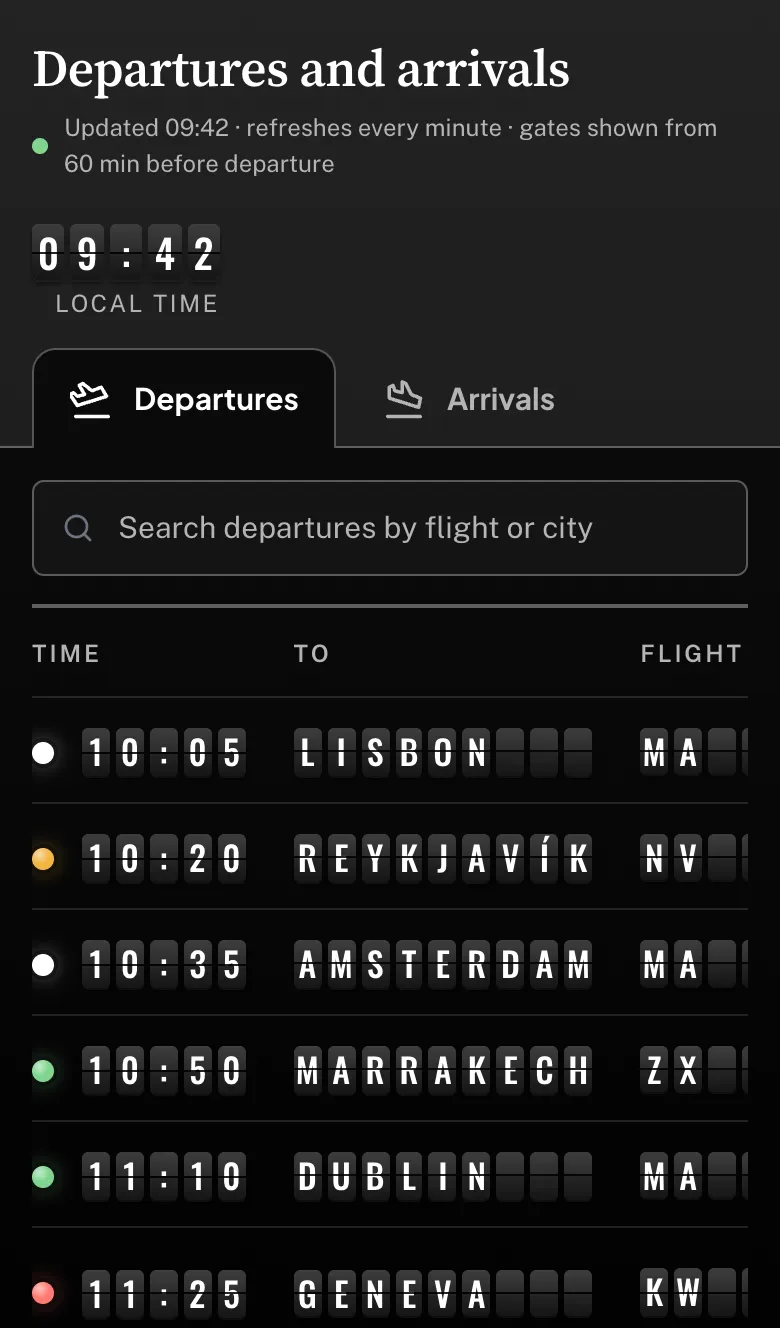 Departures and arrivals
Updated 09:42 · refreshes every minute · gates shown from
60 min before departure
09:42
LOCAL TIME
Departures Arrivals
Search departures by flight or city
TIME TO FLIGHT
10:05 LISBON MA
10:20 REYKJAVÍK NV
10:35 AMSTERDAM MA
10:50 MARRAKECH ZX
11:10 DUBLIN MA
11:25 GENEVA KW